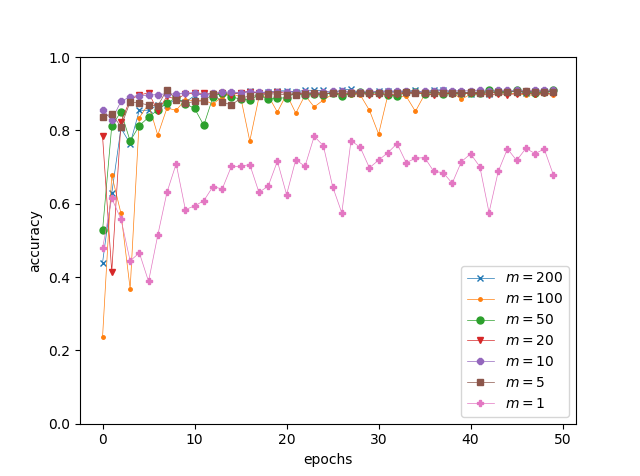 1.0
0.8
0.6
0.4
0.2
0.0
accuracy
0 10 20 30 40 50
epochs
m = 200
m = 100
m = 50
m = 20
m = 10
m = 5
m = 1